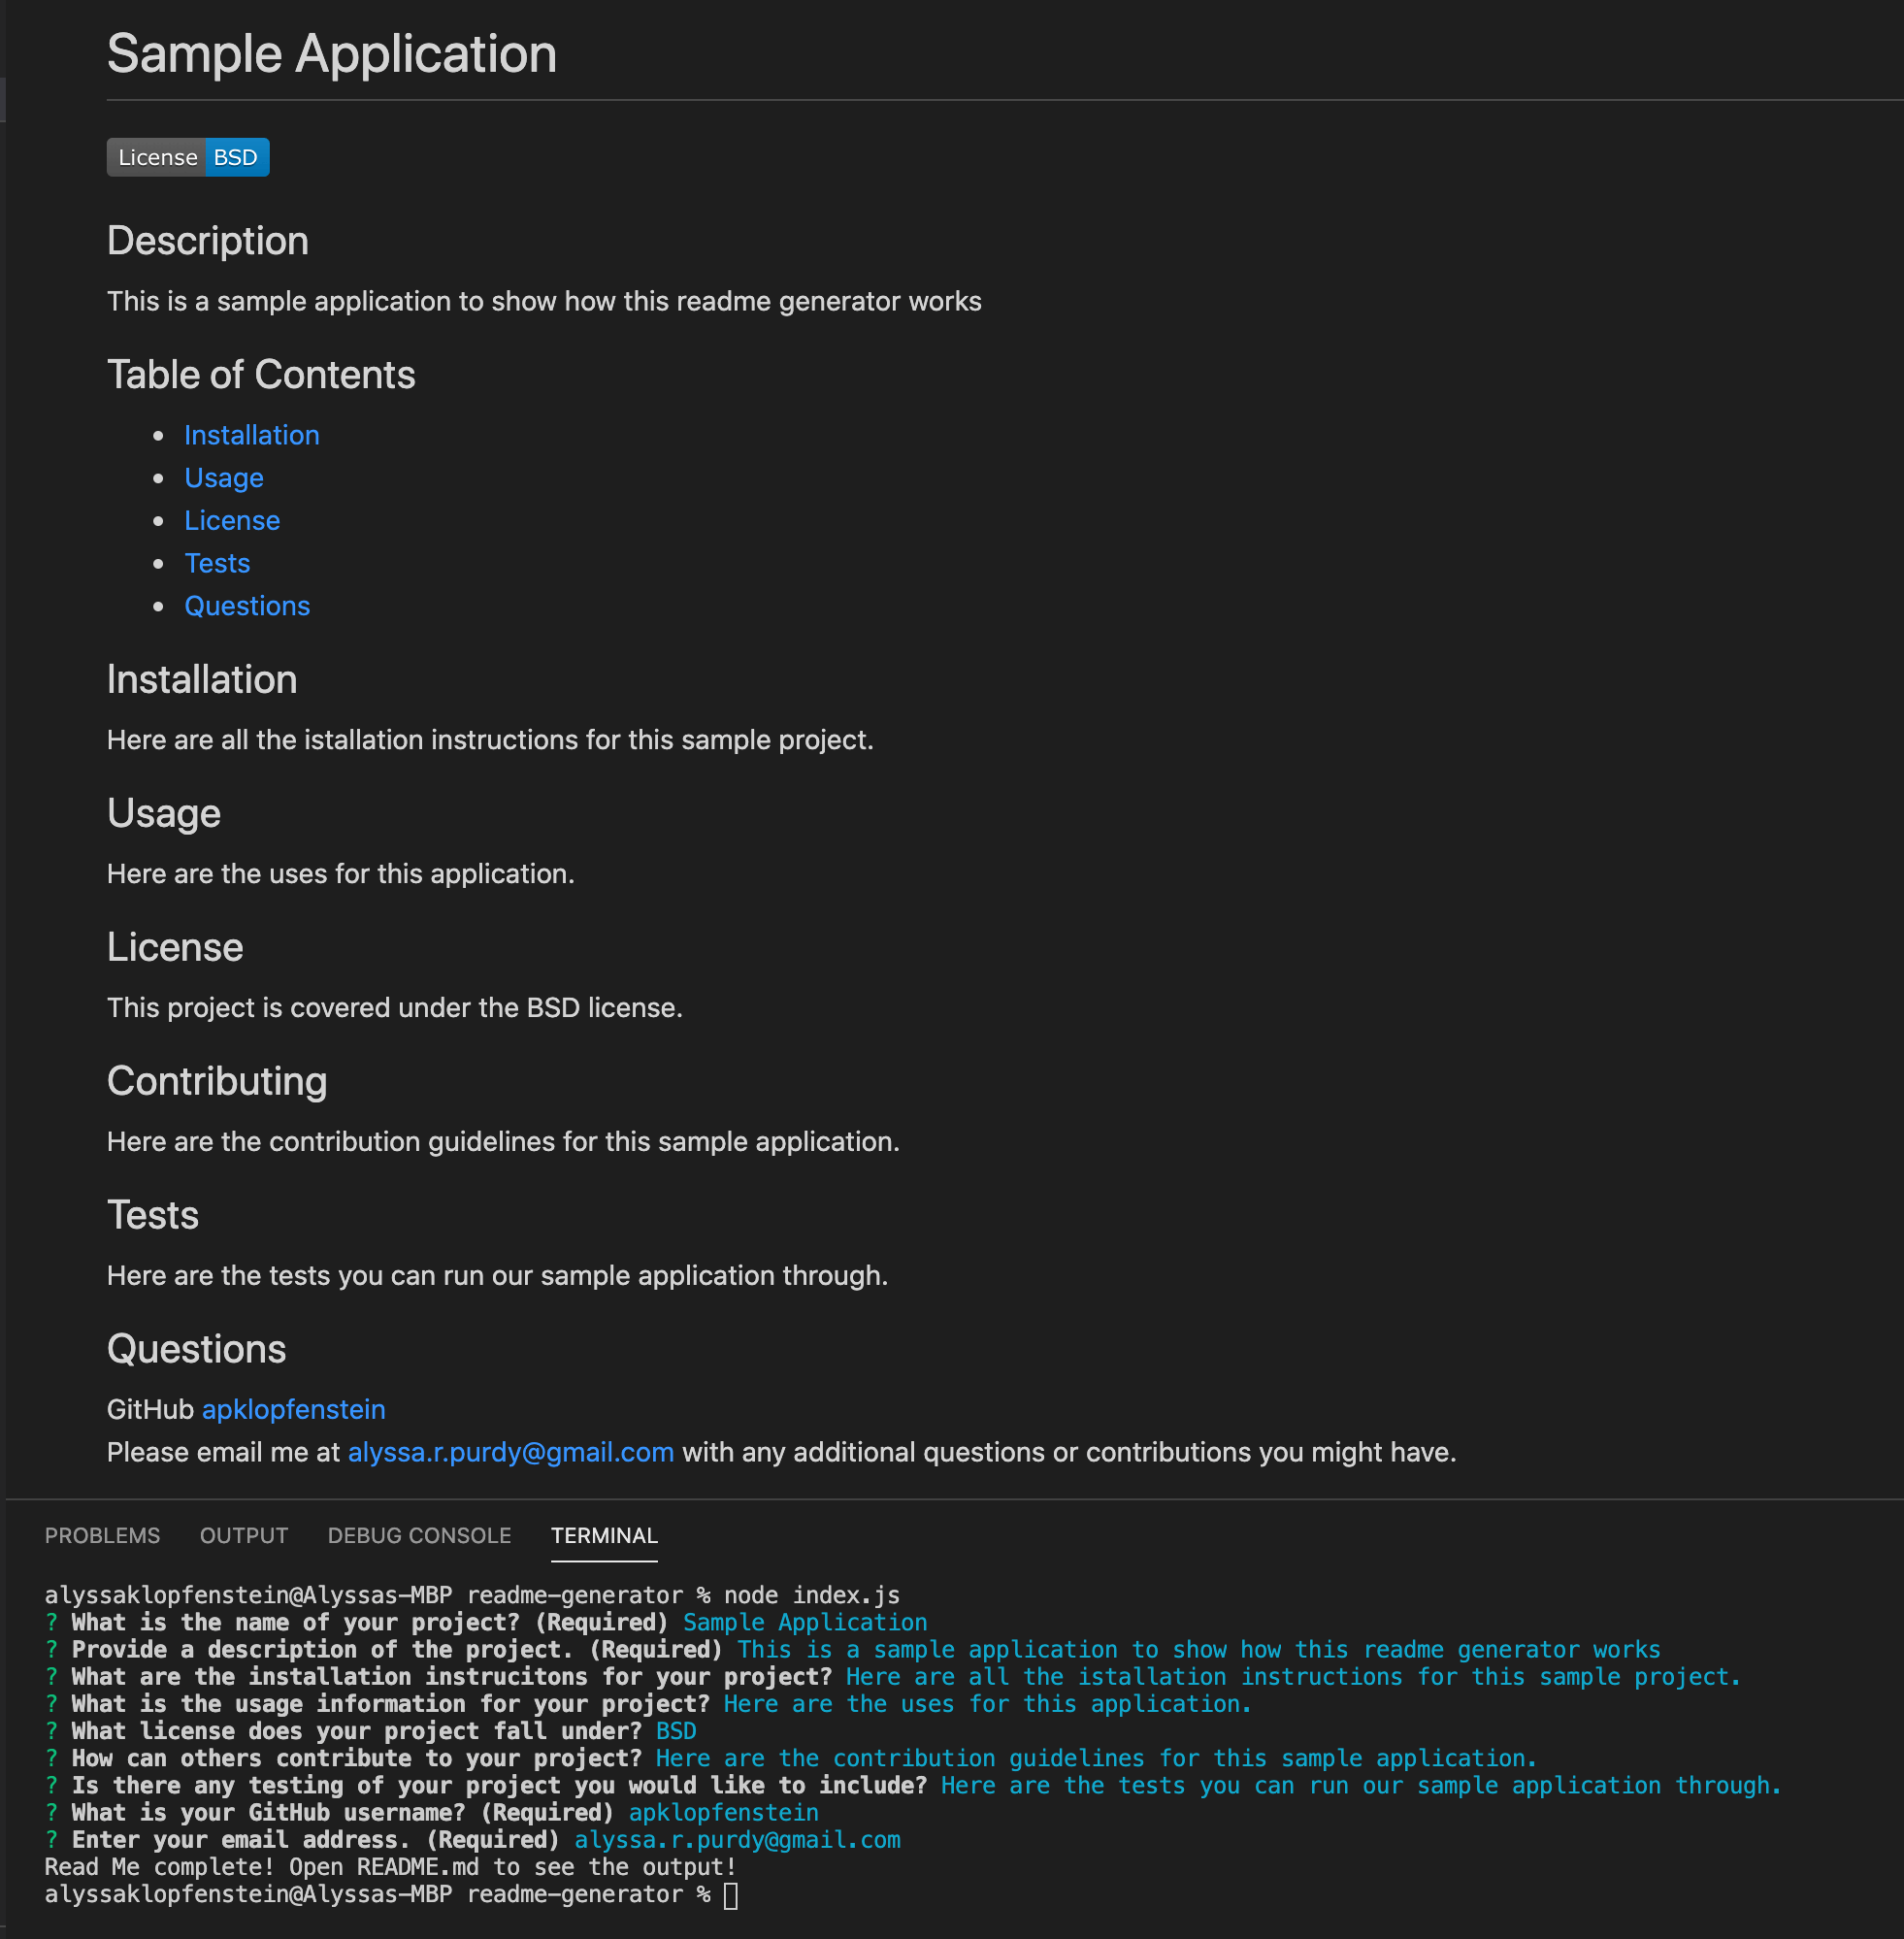 Sample Application
License BSD
Description
This is a sample application to show how this readme generator works
Table of Contents
Installation
Usage
License
Tests
Questions
Installation
Here are all the istallation instructions for this sample project.
Usage
Here are the uses for this application.
License
This project is covered under the BSD license.
Contributing
Here are the contribution guidelines for this sample application.
Tests
Here are the tests you can run our sample application through.
Questions
GitHub apklopfenstein
Please email me at alyssa.r.purdy@gmail.com with any additional questions or contributions you might have.
PROBLEMS OUTPUT DEBUG CONSOLE TERMINAL
alyssaklopfenstein@Alyssas-MBP readme-generator % node index.js
? What is the name of your project? (Required) Sample Application
? Provide a description of the project. (Required) This is a sample application to show how this readme generator works
? What are the installation instrucitons for your project? Here are all the istallation instructions for this sample project.
? What is the usage information for your project? Here are the uses for this application.
? What license does your project fall under? BSD
? How can others contribute to your project? Here are the contribution guidelines for this sample application.
? Is there any testing of your project you would like to include? Here are the tests you can run our sample application through.
? What is your GitHub username? (Required) apklopfenstein
? Enter your email address. (Required) alyssa.r.purdy@gmail.com
Read Me complete! Open README.md to see the output!
alyssaklopfenstein@Alyssas-MBP readme-generator %